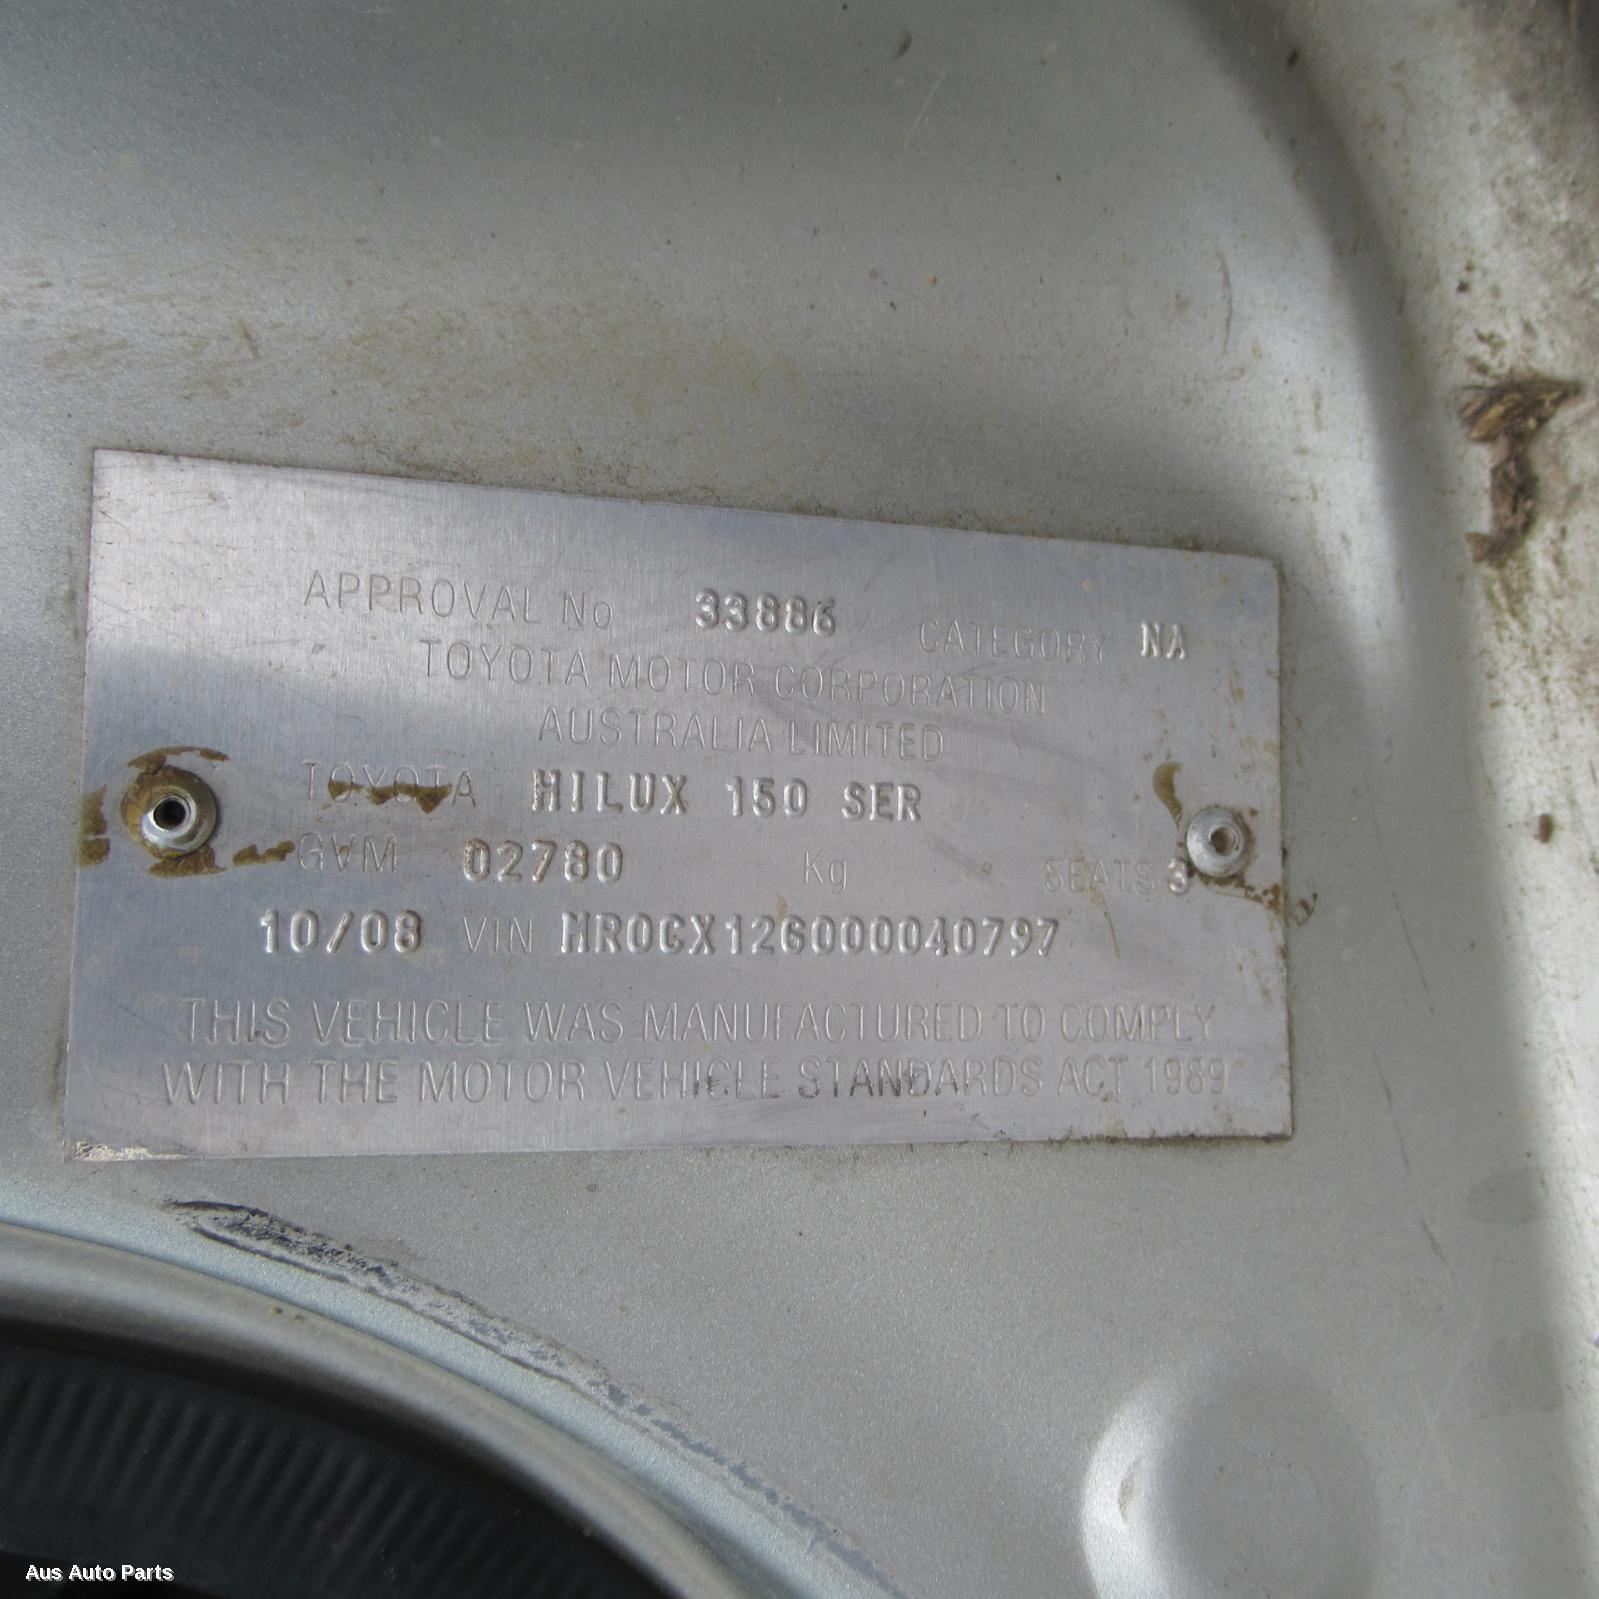 APPROVAL No 33886 CATEGORY NA
TOYOTA MOTOR CORPORATION
AUSTRALIA LIMITED
TOYOTA HILUX 150 SER
GVM 02780 Kg SEATS 3
10/08 VIN MR0CX12G000040797
THIS VEHICLE WAS MANUFACTURED TO COMPLY
WITH THE MOTOR VEHICLE STANDARDS ACT 1989
Aus Auto Parts